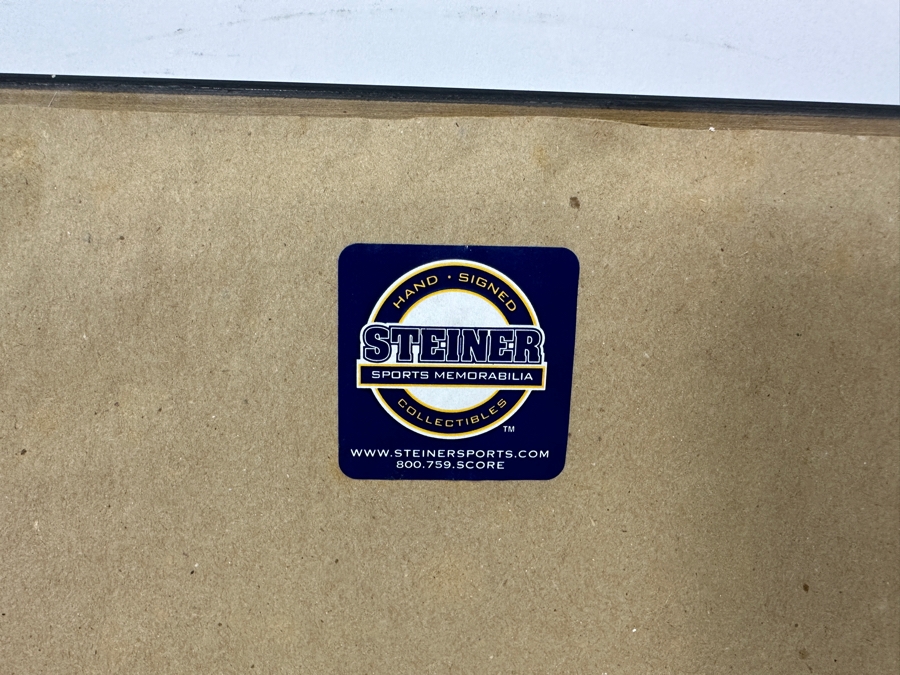 HAND · SIGNED
STEINER
SPORTS MEMORABILIA
COLLECTIBLES
TM
WWW.STEINERSPORTS.COM
800.759.SCORE